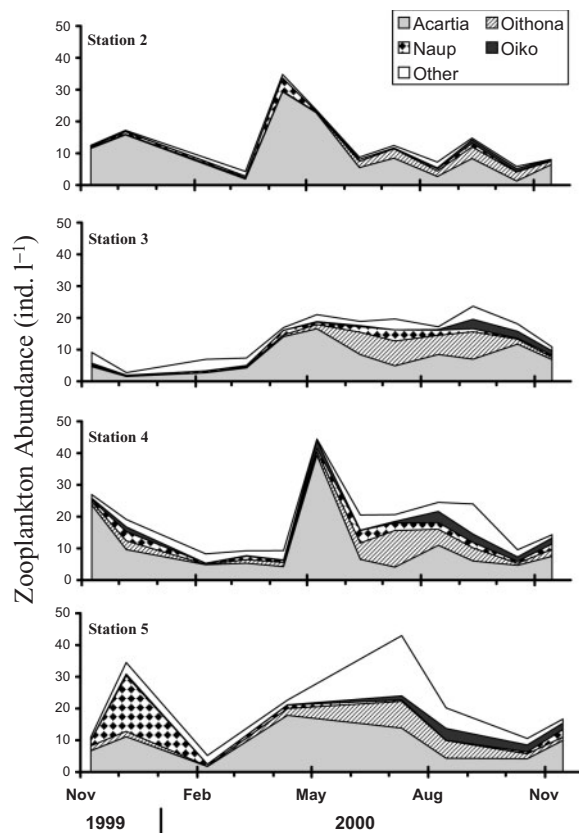 Acartia Oithona
Naup Oiko
Other
Zooplankton Abundance (ind. l⁻¹)
Station 2
50
40
30
20
10
0
Station 3
50
40
30
20
10
0
Station 4
50
40
30
20
10
0
Station 5
50
40
30
20
10
0
Nov Feb May Aug Nov
1999 2000